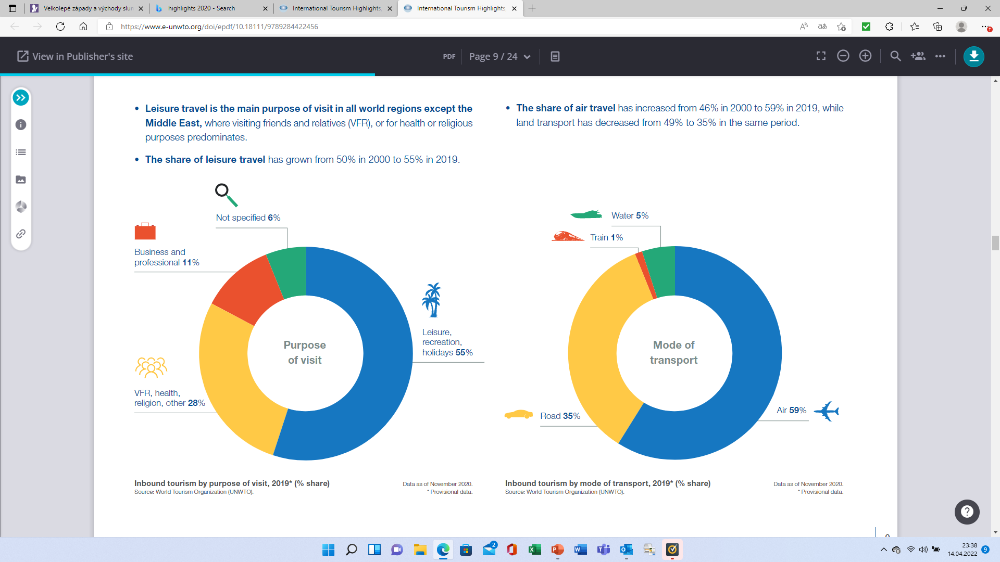 Velkolepé západy a východy slun
highlights 2020 - Search
International Tourism Highlights,
International Tourism Highlights,
https://www.e-unwto.org/doi/epdf/10.18111/9789284422456
View in Publisher's site
PDF
Page 9 / 24
• Leisure travel is the main purpose of visit in all world regions except the
Middle East, where visiting friends and relatives (VFR), or for health or religious
purposes predominates.
• The share of leisure travel has grown from 50% in 2000 to 55% in 2019.
• The share of air travel has increased from 46% in 2000 to 59% in 2019, while
land transport has decreased from 49% to 35% in the same period.
Not specified 6%
Business and
professional 11%
Leisure,
recreation,
holidays 55%
Purpose
of visit
VFR, health,
religion, other 28%
Inbound tourism by purpose of visit, 2019* (% share)
Source: World Tourism Organization (UNWTO).
Data as of November 2020.
* Provisional data.
Water 5%
Train 1%
Mode of
transport
Road 35%
Air 59%
Inbound tourism by mode of transport, 2019* (% share)
Source: World Tourism Organization (UNWTO).
Data as of November 2020.
* Provisional data.
2
23:38
14.04.2022
9